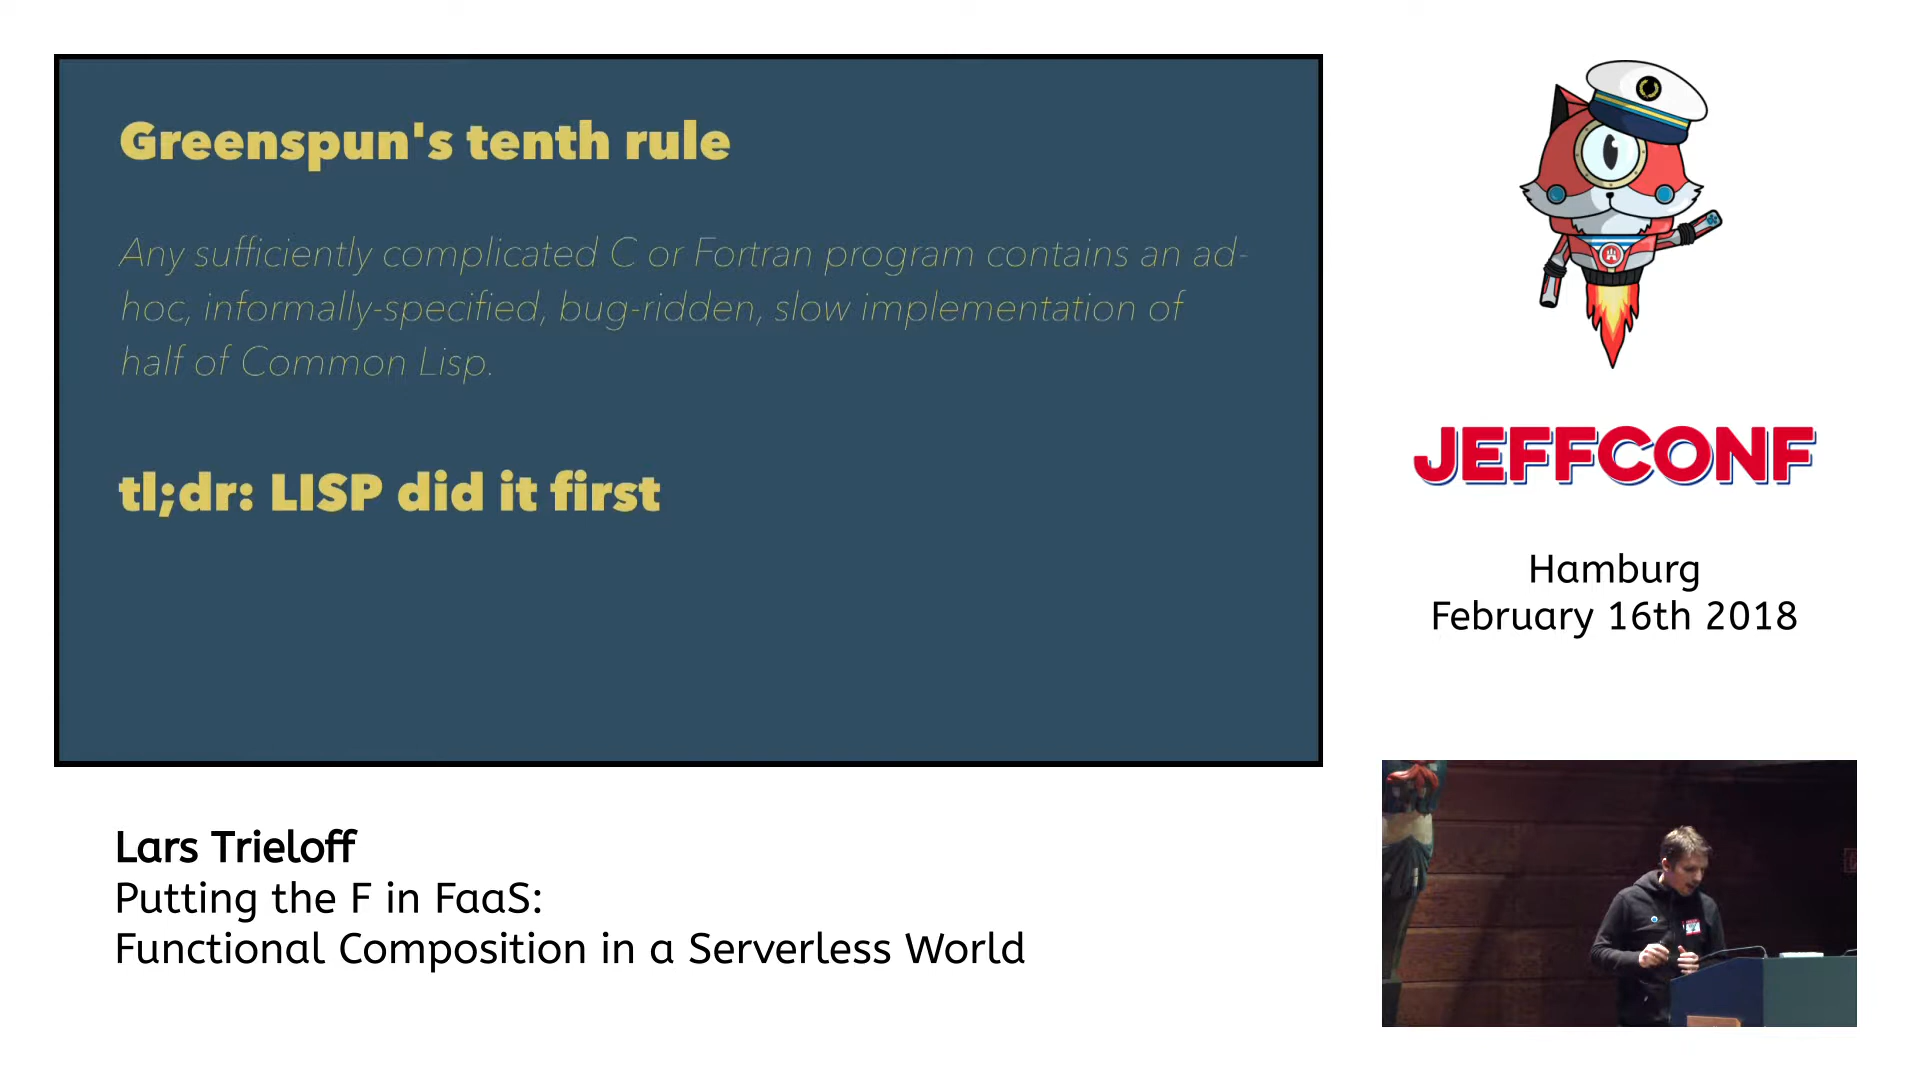 Greenspun's tenth rule
Any sufficiently complicated C or Fortran program contains an ad-
hoc, informally-specified, bug-ridden, slow implementation of
half of Common Lisp.
tl;dr: LISP did it first
JEFFCONF
Hamburg
February 16th 2018
Lars Trieloff
Putting the F in FaaS:
Functional Composition in a Serverless World